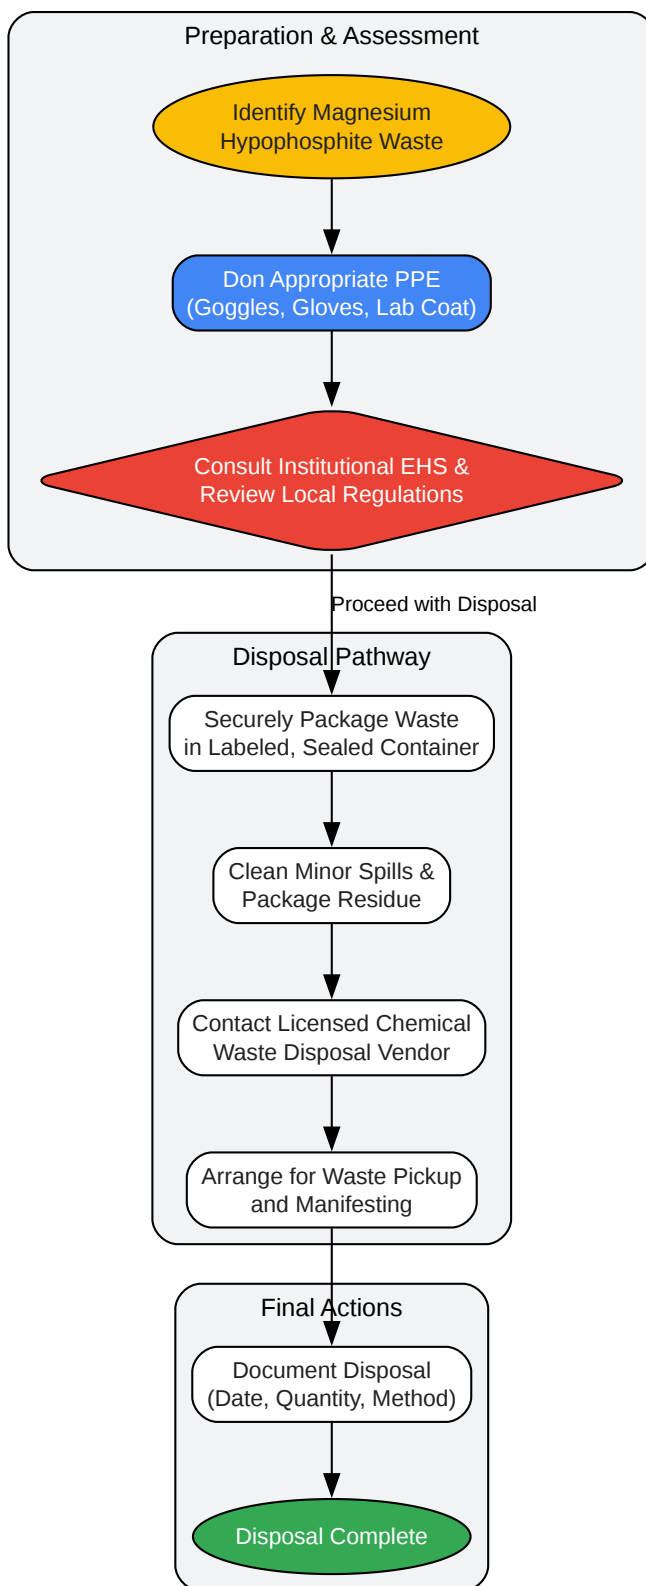 Preparation & Assessment
Identify Magnesium
Hypophosphite Waste
Don Appropriate PPE
(Goggles, Gloves, Lab Coat)
Consult Institutional EHS &
Review Local Regulations
Proceed with Disposal
Disposal Pathway
Securely Package Waste
in Labeled, Sealed Container
Clean Minor Spills &
Package Residue
Contact Licensed Chemical
Waste Disposal Vendor
Arrange for Waste Pickup
and Manifesting
Final Actions
Document Disposal
(Date, Quantity, Method)
Disposal Complete